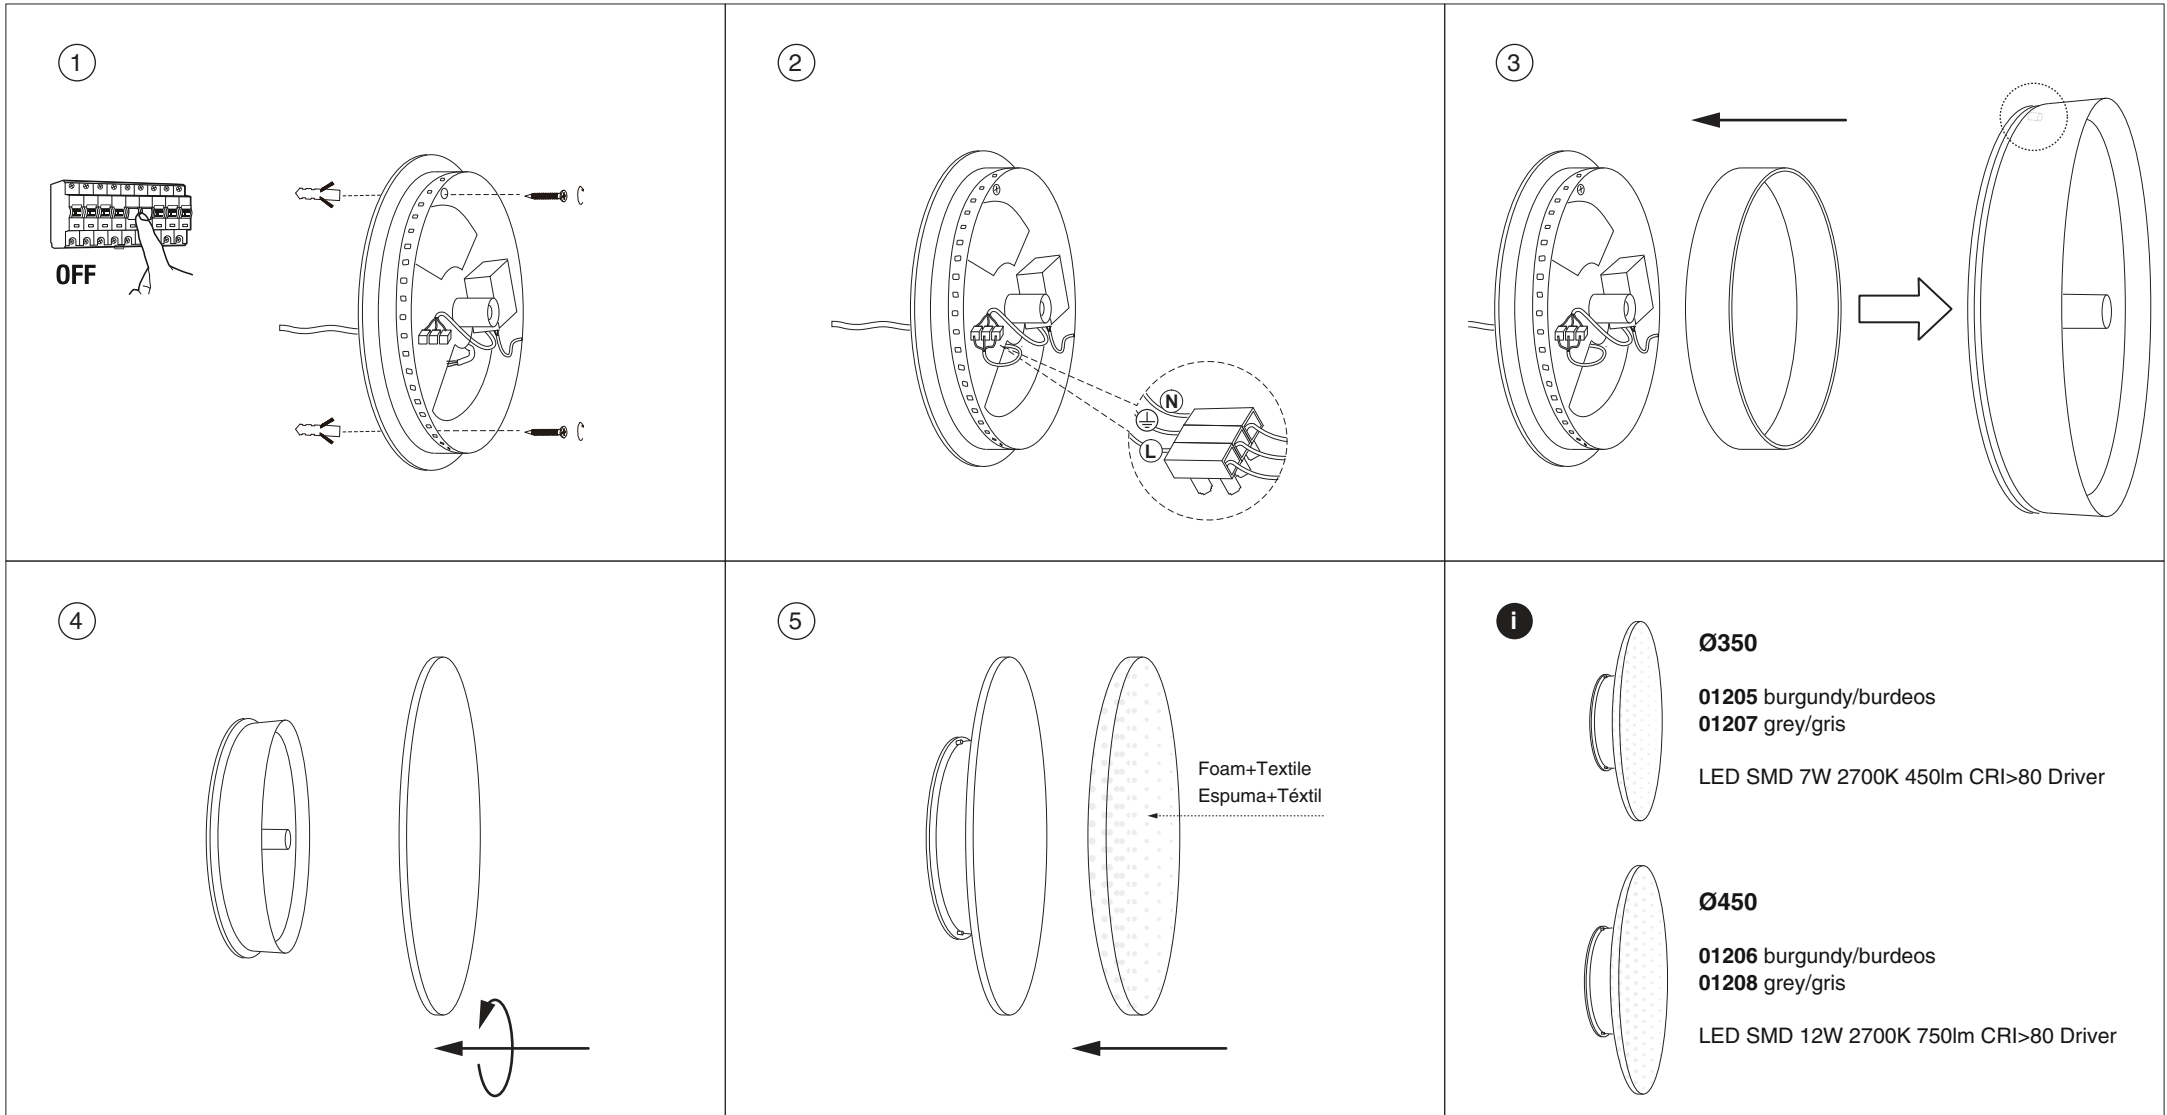 1
OFF
2
N
L
3
4
5
Foam+Textile
Espuma+Téxtil
i
Ø350
01205 burgundy/burdeos
01207 grey/gris
LED SMD 7W 2700K 450lm CRI>80 Driver
Ø450
01206 burgundy/burdeos
01208 grey/gris
LED SMD 12W 2700K 750lm CRI>80 Driver